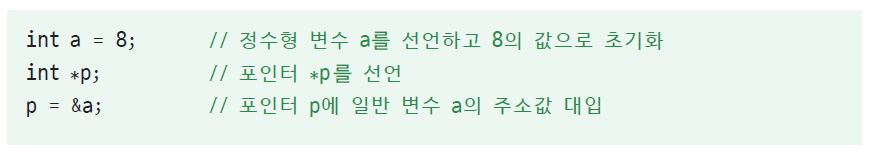 int a = 8; // 정수형 변수 a를 선언하고 8의 값으로 초기화
int *p; // 포인터 *p를 선언
p = &a; // 포인터 p에 일반 변수 a의 주소값 대입